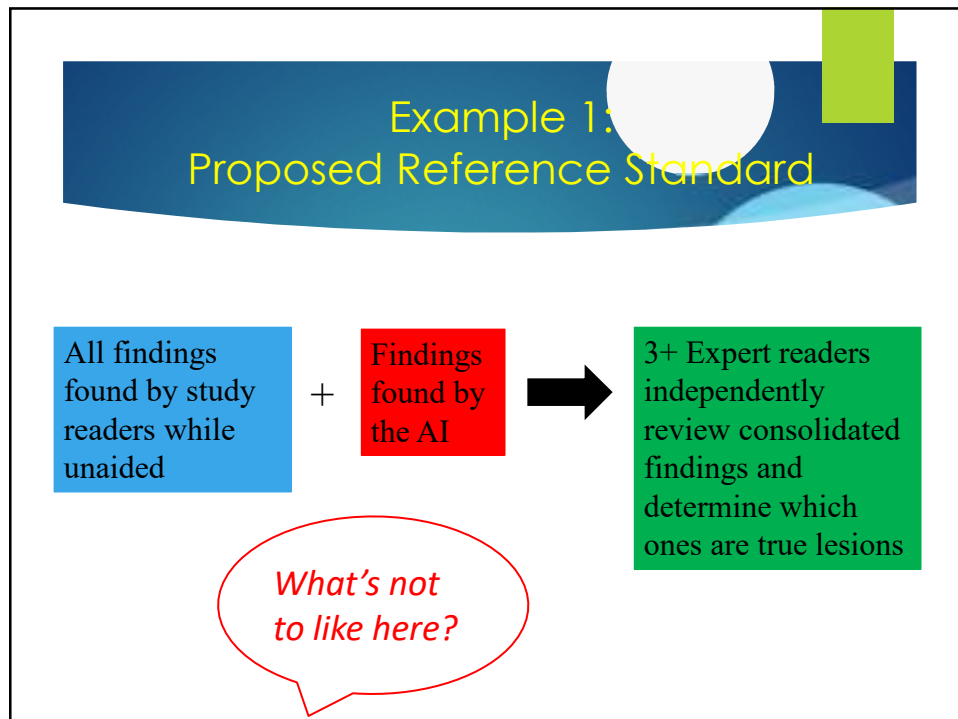 Example 1:
Proposed Reference Standard
All findings
found by study
readers while
unaided
+
Findings
found by
the AI
3+ Expert readers
independently
review consolidated
findings and
determine which
ones are true lesions
What’s not
to like here?